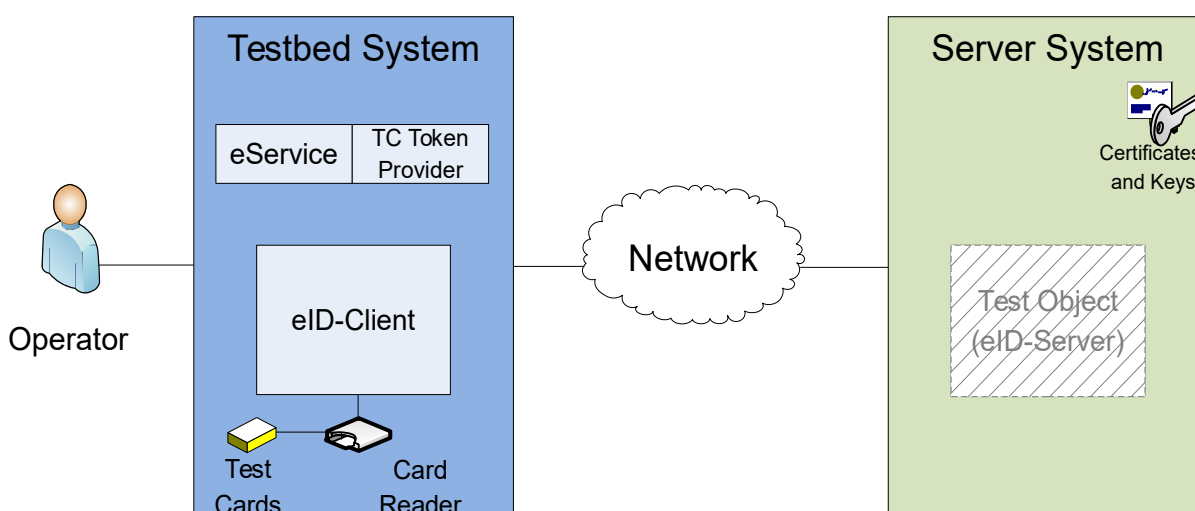 Testbed System
Server System
eService
TC Token
Provider
Certificates
and Keys
Network
eID-Client
Test Object
(eID-Server)
Operator
Test
Cards
Card
Reader